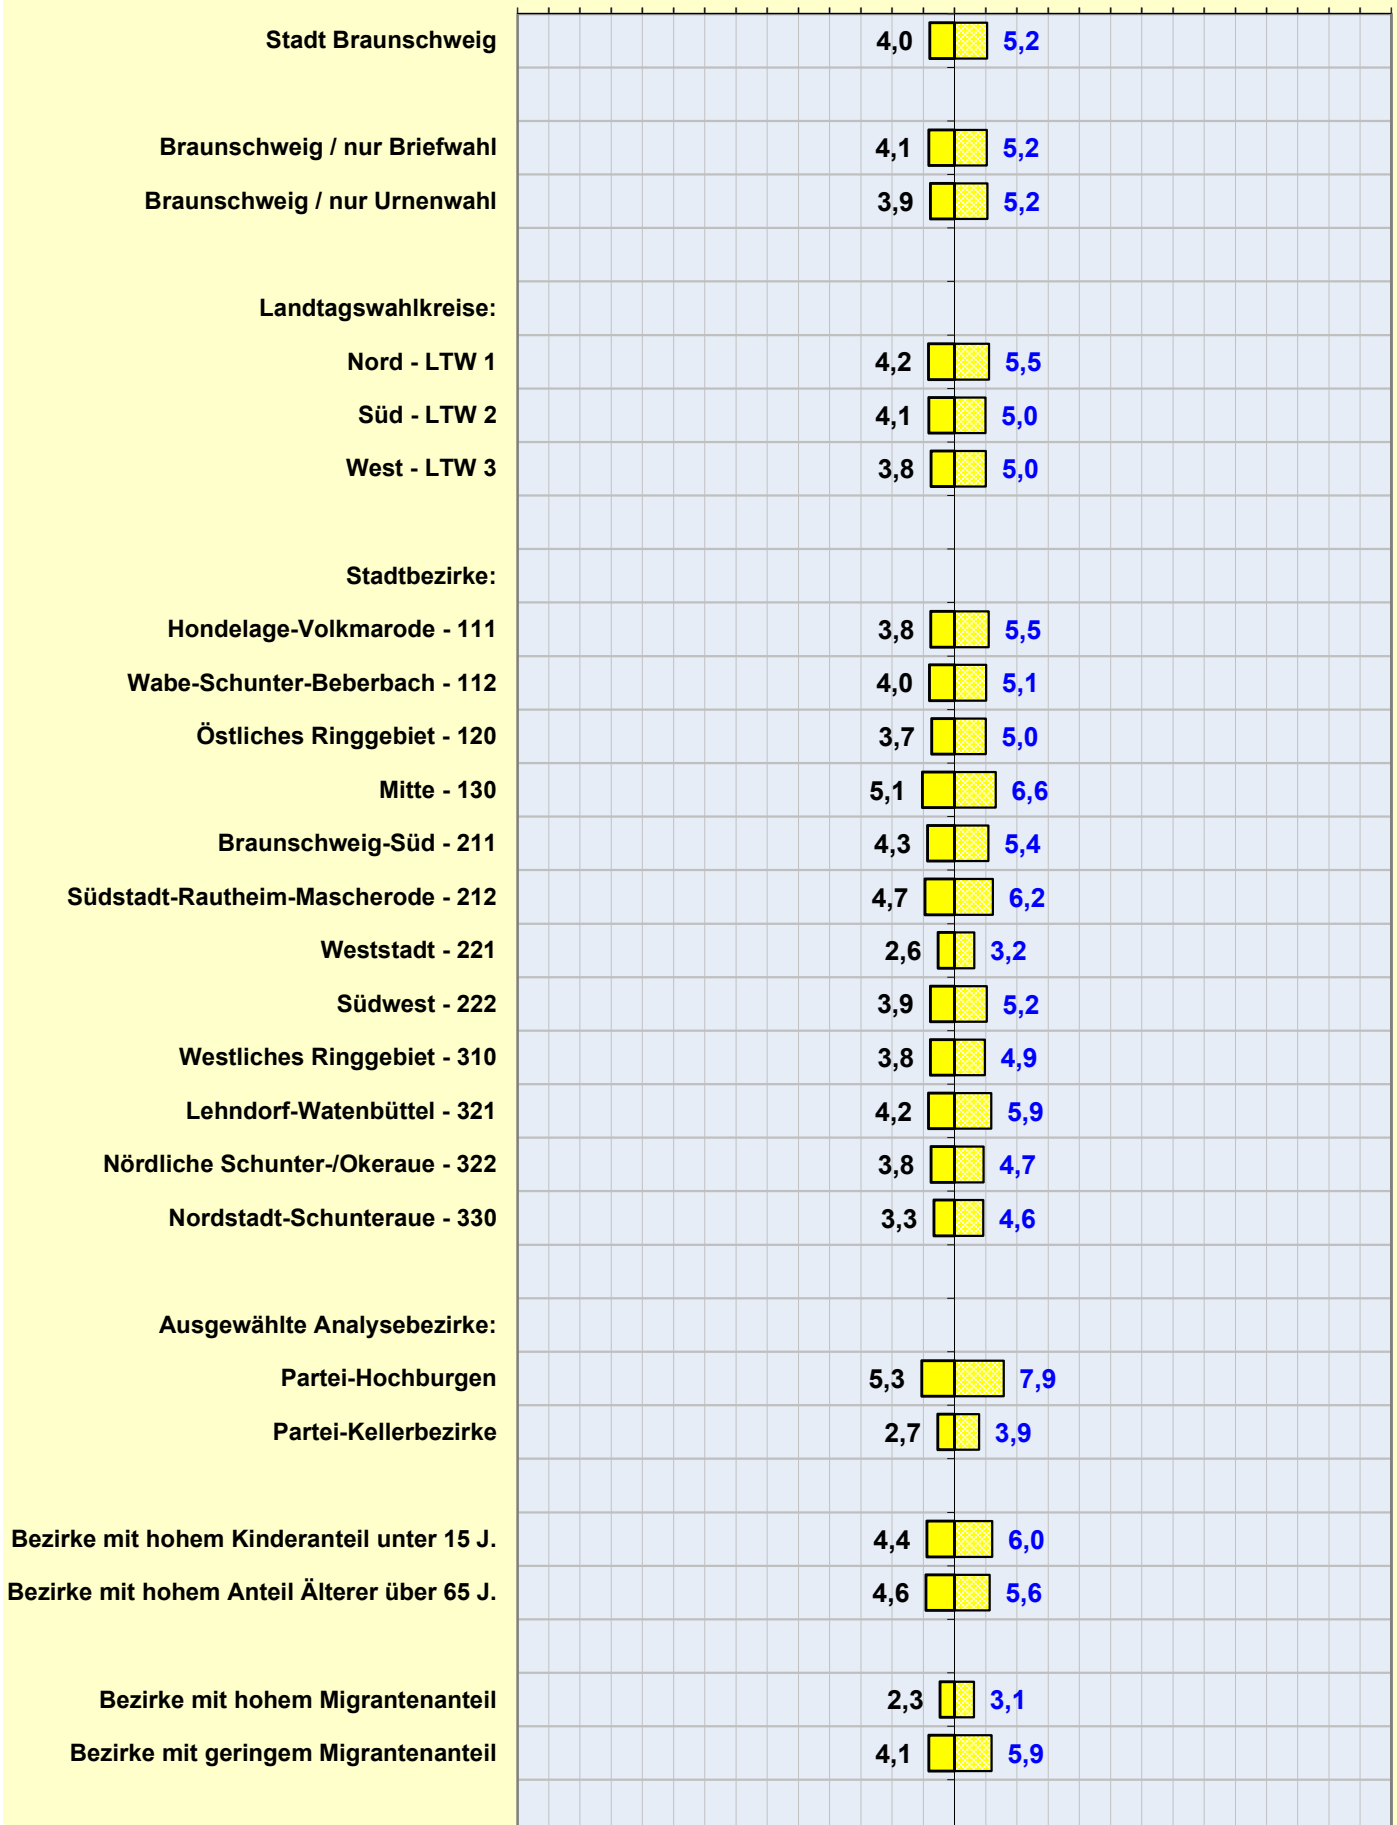 Stadt Braunschweig 4,0 5,2
Braunschweig / nur Briefwahl 4,1 5,2
Braunschweig / nur Urnenwahl 3,9 5,2
Landtagswahlkreise:
Nord - LTW 1 4,2 5,5
Süd - LTW 2 4,1 5,0
West - LTW 3 3,8 5,0
Stadtbezirke:
Hondelage-Volkmarode - 111 3,8 5,5
Wabe-Schunter-Beberbach - 112 4,0 5,1
Östliches Ringgebiet - 120 3,7 5,0
Mitte - 130 5,1 6,6
Braunschweig-Süd - 211 4,3 5,4
Südstadt-Rautheim-Mascherode - 212 4,7 6,2
Weststadt - 221 2,6 3,2
Südwest - 222 3,9 5,2
Westliches Ringgebiet - 310 3,8 4,9
Lehndorf-Watenbüttel - 321 4,2 5,9
Nördliche Schunter-/Okeraue - 322 3,8 4,7
Nordstadt-Schunteraue - 330 3,3 4,6
Ausgewählte Analysebezirke:
Partei-Hochburgen 5,3 7,9
Partei-Kellerbezirke 2,7 3,9
Bezirke mit hohem Kinderanteil unter 15 J. 4,4 6,0
Bezirke mit hohem Anteil Älterer über 65 J. 4,6 5,6
Bezirke mit hohem Migrantenanteil 2,3 3,1
Bezirke mit geringem Migrantenanteil 4,1 5,9